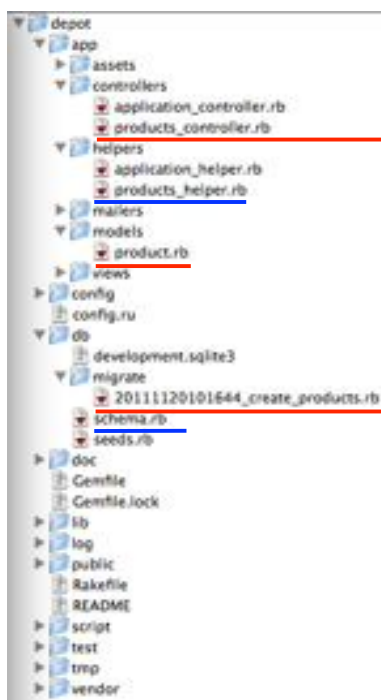 depot
app
assets
controllers
application_controller.rb
products_controller.rb
helpers
application_helper.rb
products_helper.rb
mailers
models
product.rb
views
config
config.ru
db
development.sqlite3
migrate
20111120101644_create_products.rb
schema.rb
seeds.rb
doc
Gemfile
Gemfile.lock
lib
log
public
Rakefile
README
script
test
tmp
vendor